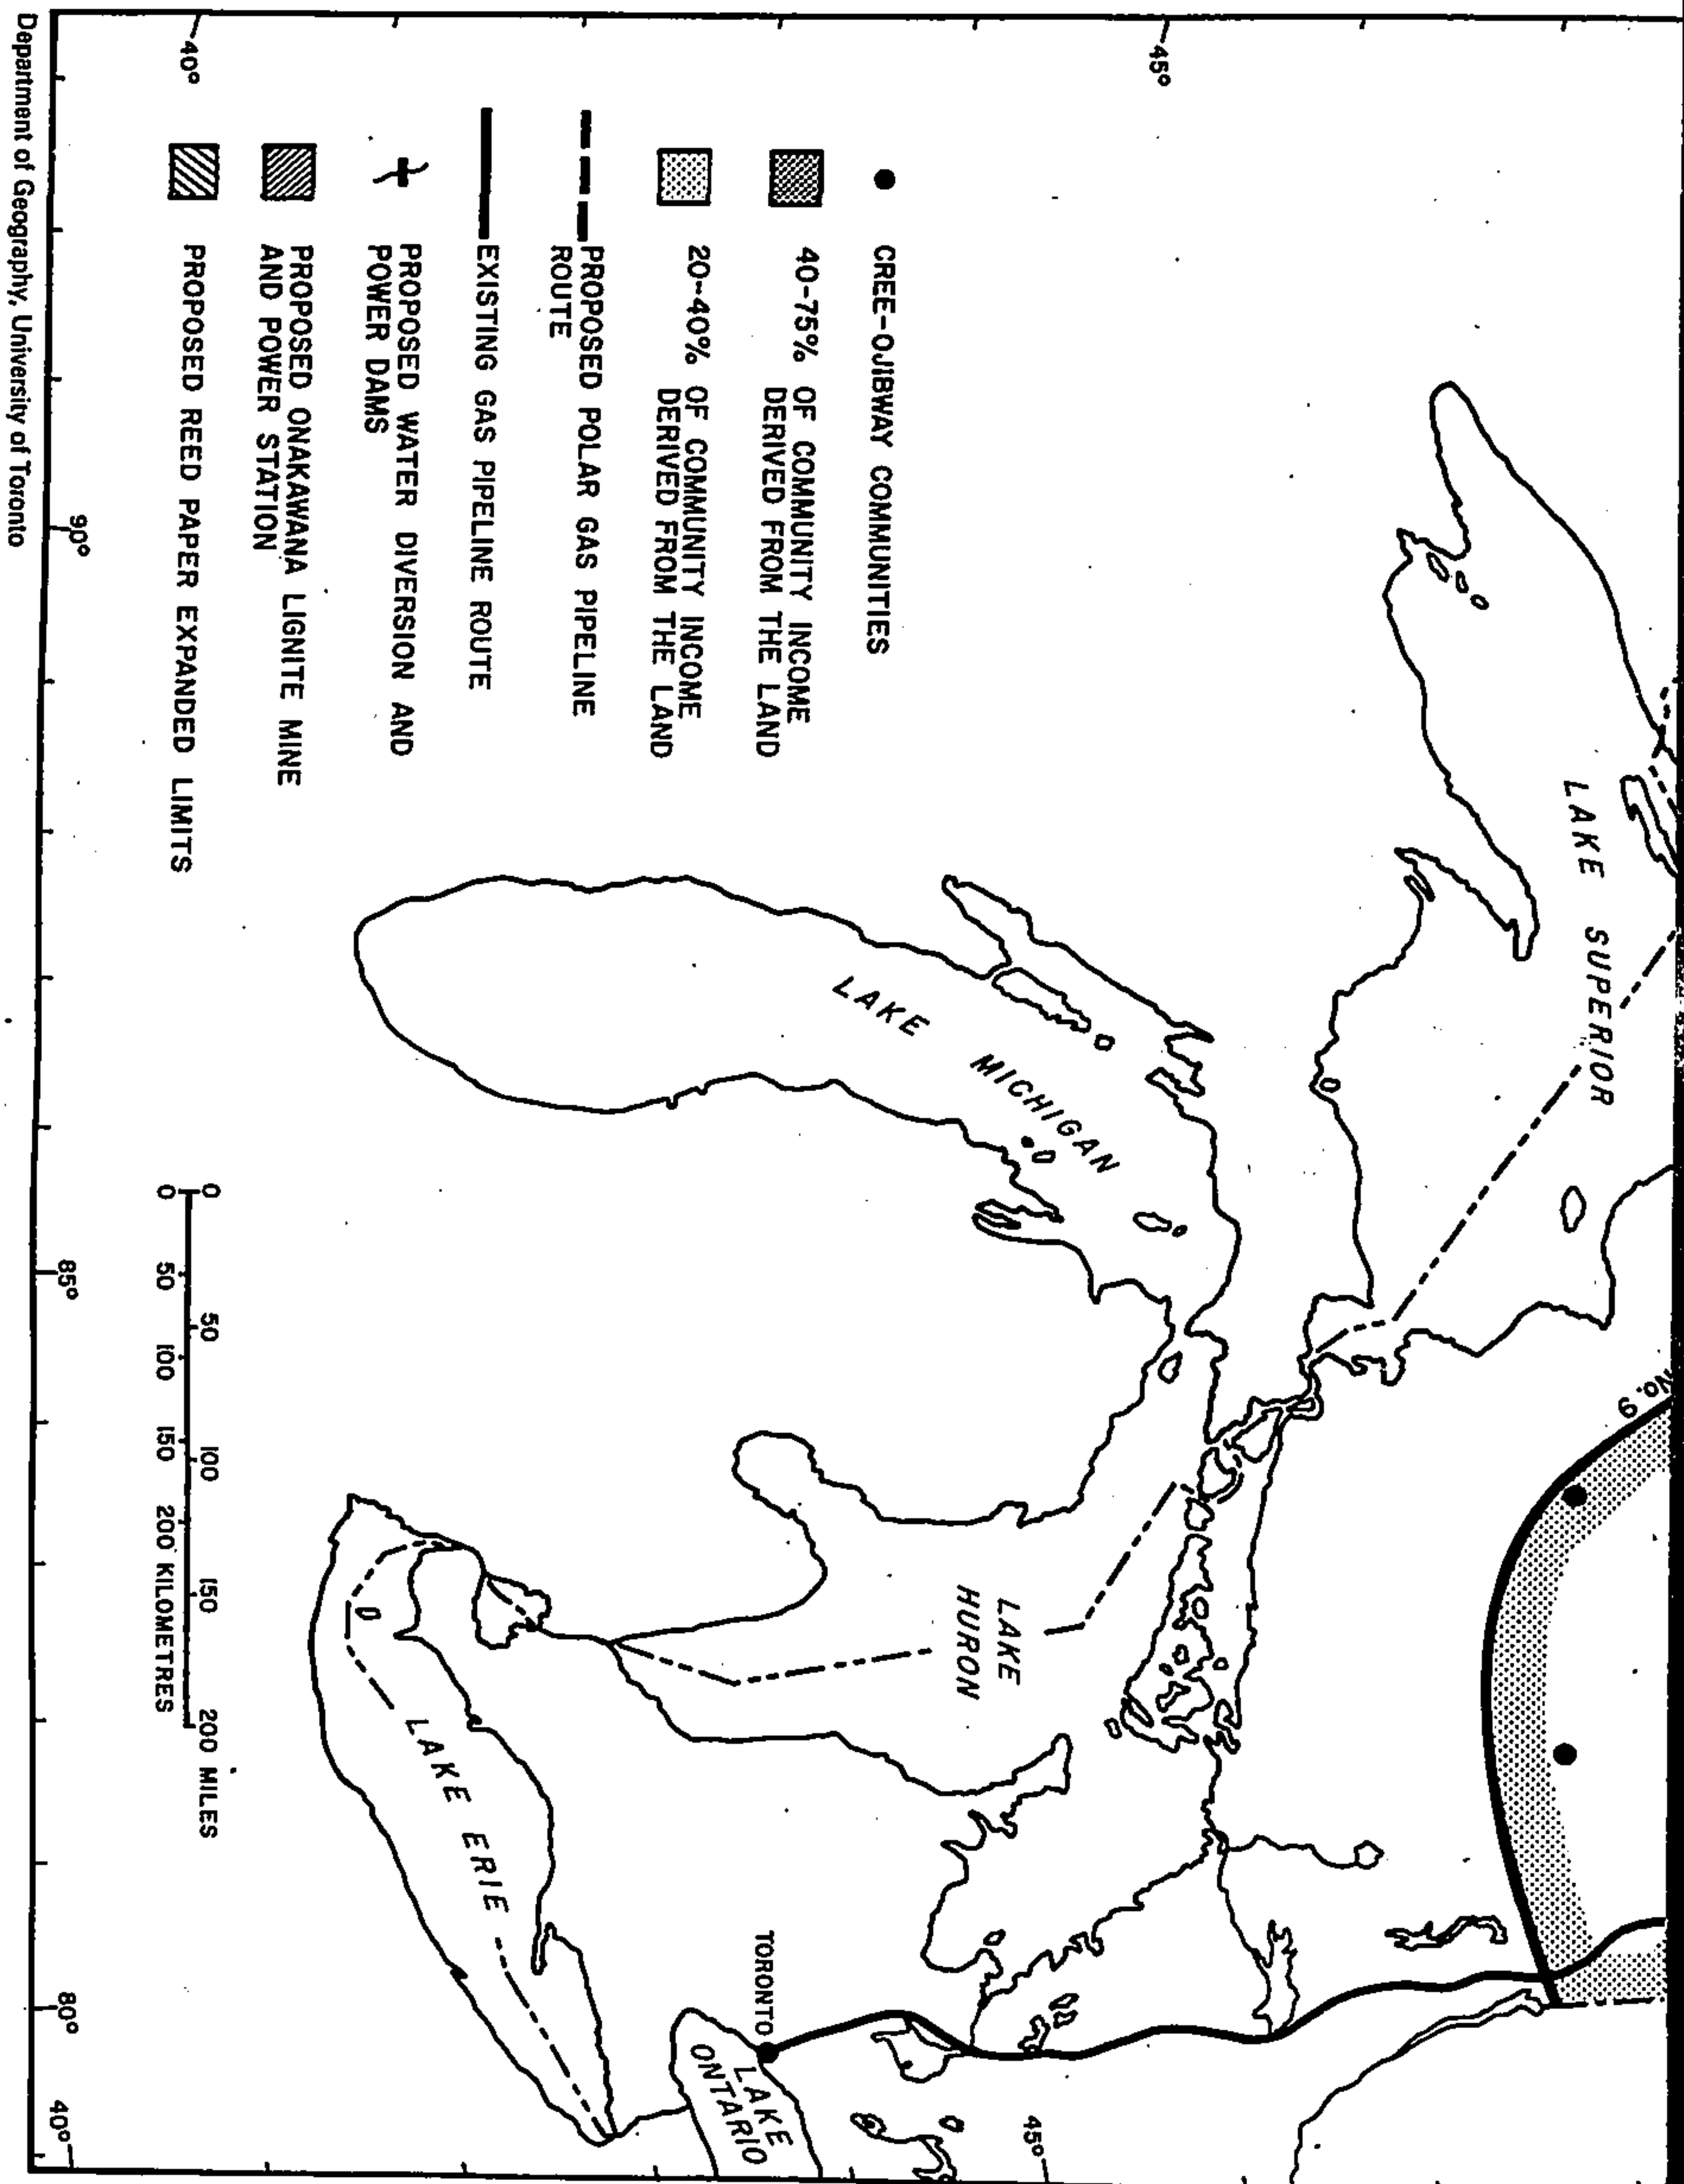 45°
40°
LAKE SUPERIOR
No. 9
LAKE MICHIGAN
LAKE
HURON
45°
TORONTO
LAKE
ONTARIO
LAKE ERIE
CREE-OJIBWAY COMMUNITIES
40-75% OF COMMUNITY INCOME
DERIVED FROM THE LAND
20-40% OF COMMUNITY INCOME
DERIVED FROM THE LAND
PROPOSED POLAR GAS PIPELINE
ROUTE
EXISTING GAS PIPELINE ROUTE
PROPOSED WATER DIVERSION AND
POWER DAMS
PROPOSED ONAKAWANA LIGNITE MINE
AND POWER STATION
PROPOSED REED PAPER EXPANDED LIMITS
0 50 100 150 200 MILES
0 50 100 150 200 KILOMETRES
90°
85°
80°
40°
Department of Geography, University of Toronto